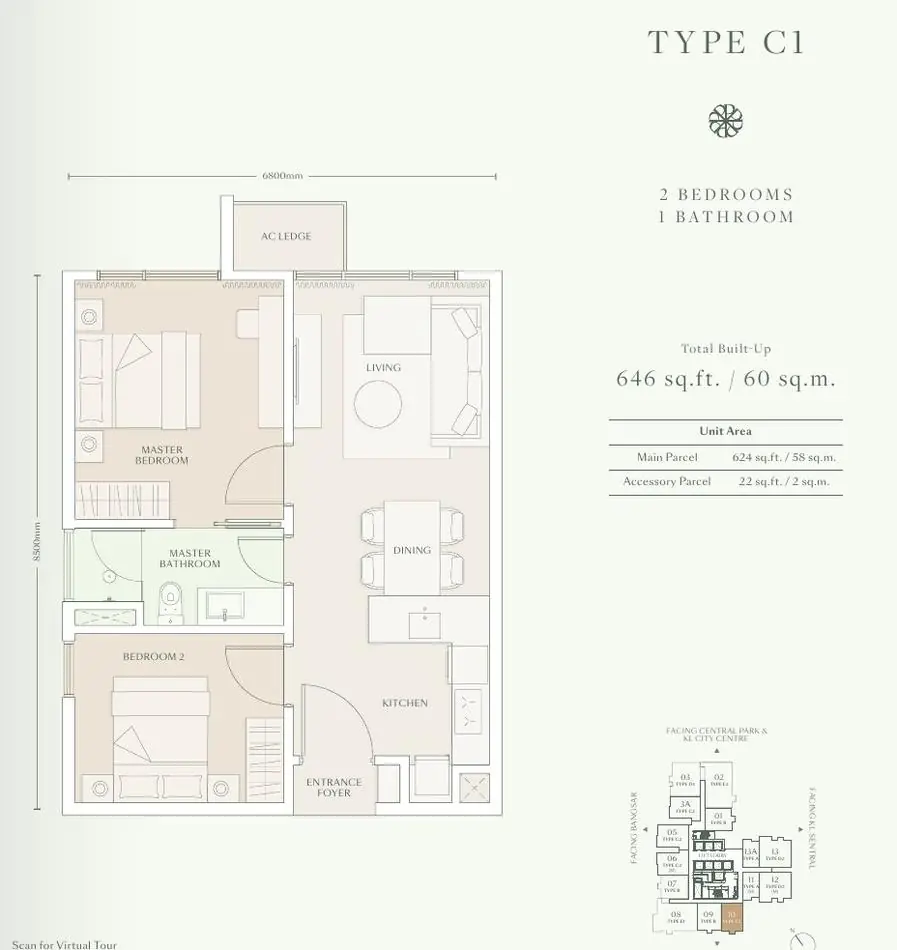 TYPE C1
2 BEDROOMS
1 BATHROOM
Total Built-Up
646 sq.ft. / 60 sq.m.
Unit Area
Main Parcel 624 sq.ft. / 58 sq.m.
Accessory Parcel 22 sq.ft. / 2 sq.m.
6800mm
8500mm
AC LEDGE
LIVING
MASTER
BEDROOM
DINING
MASTER
BATHROOM
BEDROOM 2
KITCHEN
ENTRANCE
FOYER
FACING CENTRAL PARK &
KL CITY CENTRE
FACING BANGSAR
FACING KL SENTRAL
03
02
3A
01
05
06
07
08
09
10
13A
13
11
12
N
Scan for Virtual Tour